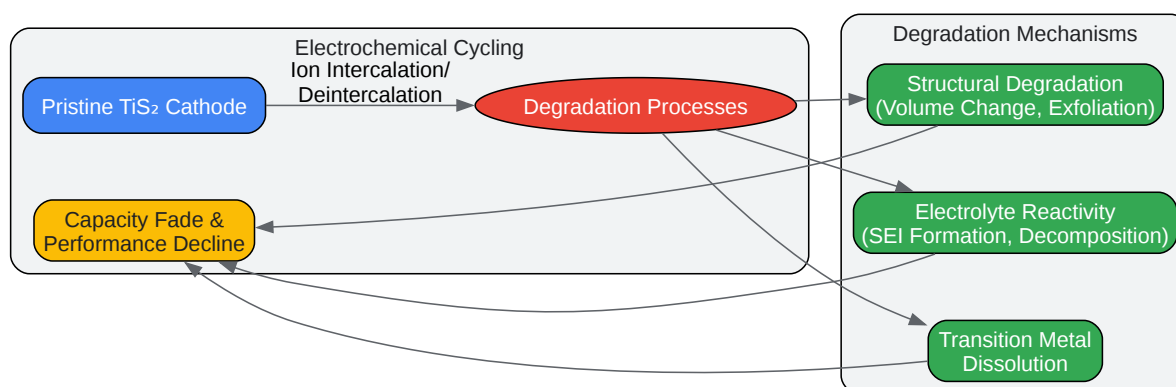 Electrochemical Cycling
Ion Intercalation/
Deintercalation
Pristine TiS₂ Cathode
Degradation Processes
Capacity Fade &
Performance Decline
Degradation Mechanisms
Structural Degradation
(Volume Change, Exfoliation)
Electrolyte Reactivity
(SEI Formation, Decomposition)
Transition Metal
Dissolution